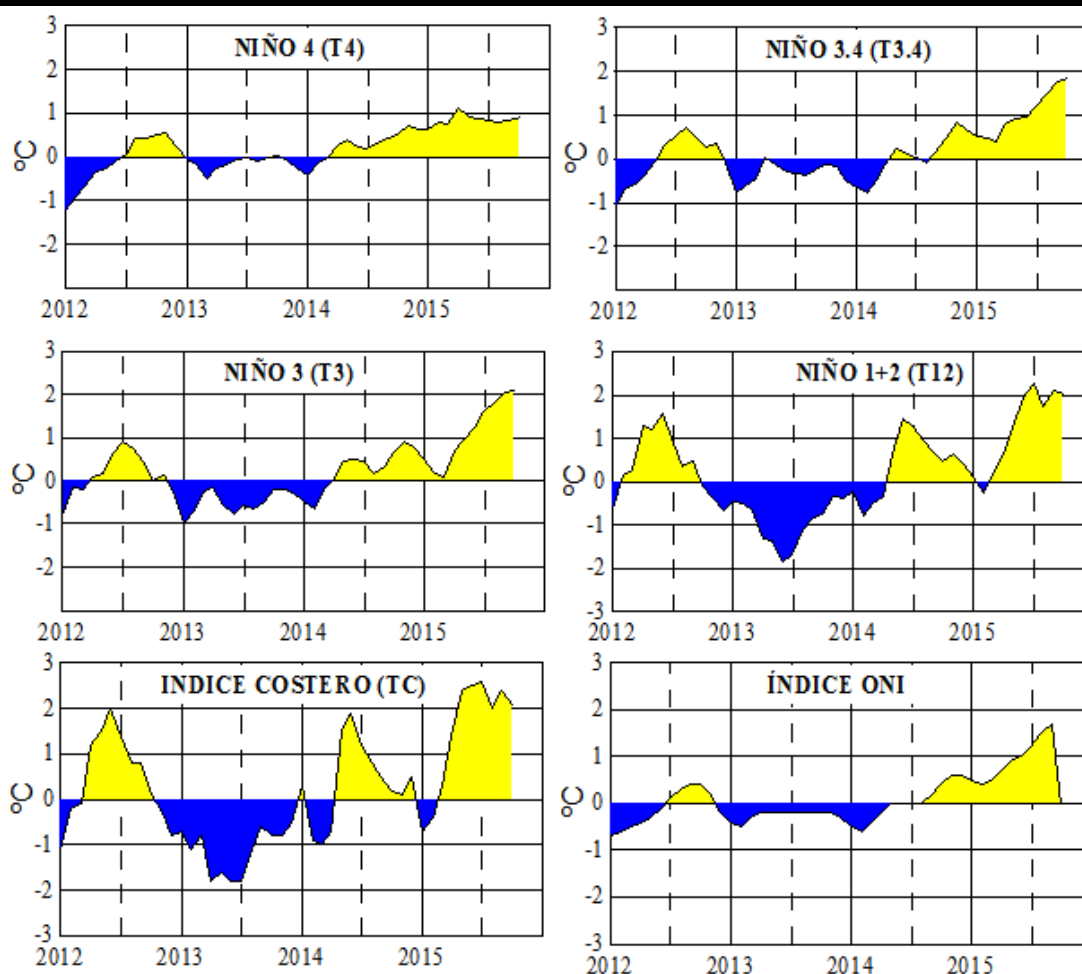 NIÑO 4 (T4)
3
2
1
0
-1
-2
°C
2012 2013 2014 2015
NIÑO 3.4 (T3.4)
3
2
1
0
-1
-2
°C
2012 2013 2014 2015
NIÑO 3 (T3)
3
2
1
0
-1
-2
°C
2012 2013 2014 2015
NIÑO 1+2 (T12)
3
2
1
0
-1
-2
-3
°C
2012 2013 2014 2015
INDICE COSTERO (TC)
3
2
1
0
-1
-2
-3
°C
2012 2013 2014 2015
ÍNDICE ONI
3
2
1
0
-1
-2
-3
°C
2012 2013 2014 2015